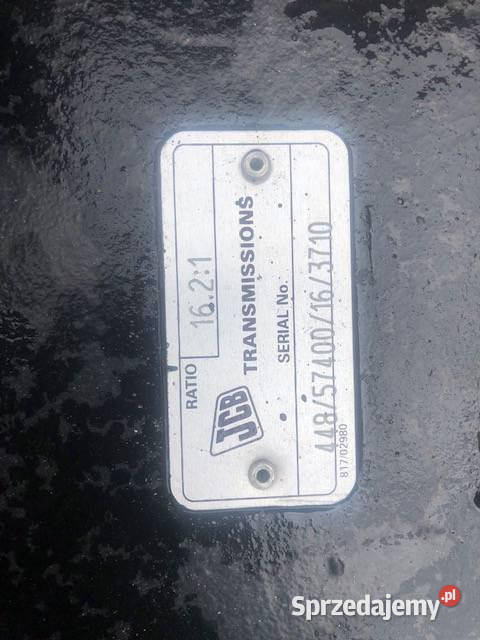 RATIO 16.2:1
JCB TRANSMISSIONS
SERIAL No.
448/57400/16/3710
817/02980
Sprzedajemy.pl